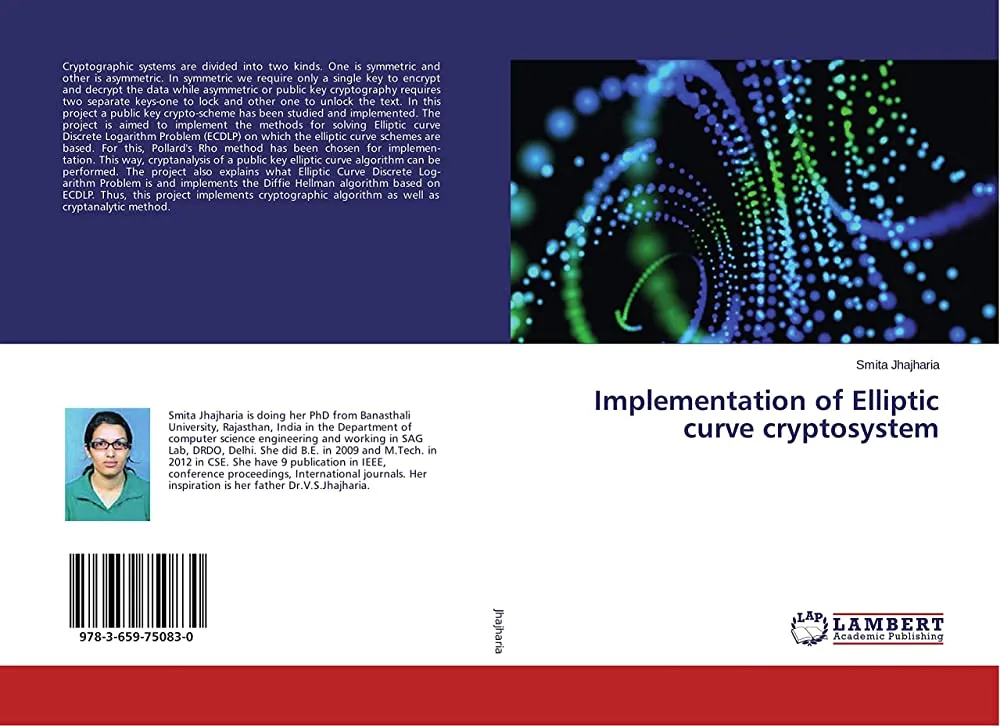 Cryptographic systems are divided into two kinds. One is symmetric and
other is asymmetric. In symmetric we require only a single key to encrypt
and decrypt the data while asymmetric or public key cryptography requires
two separate keys-one to lock and other one to unlock the text. In this
project a public key crypto-scheme has been studied and implemented. The
project is aimed to implement the methods for solving Elliptic curve
Discrete Logarithm Problem (ECDLP) on which the elliptic curve schemes are
based. For this, Pollard's Rho method has been chosen for implemen-
tation. This way, cryptanalysis of a public key elliptic curve algorithm can be
performed. The project also explains what Elliptic Curve Discrete Log-
arithm Problem is and implements the Diffie Hellman algorithm based on
ECDLP. Thus, this project implements cryptographic algorithm as well as
cryptanalytic method.
Smita Jhajharia is doing her PhD from Banasthali
University, Rajasthan, India in the Department of
computer science engineering and working in SAG
Lab, DRDO, Delhi. She did B.E. in 2009 and M.Tech. in
2012 in CSE. She have 9 publication in IEEE,
conference proceedings, International journals. Her
inspiration is her father Dr.V.S.Jhajharia.
978-3-659-75083-0
Jhajharia
Smita Jhajharia
Implementation of Elliptic
curve cryptosystem
LAP LAMBERT
Academic Publishing